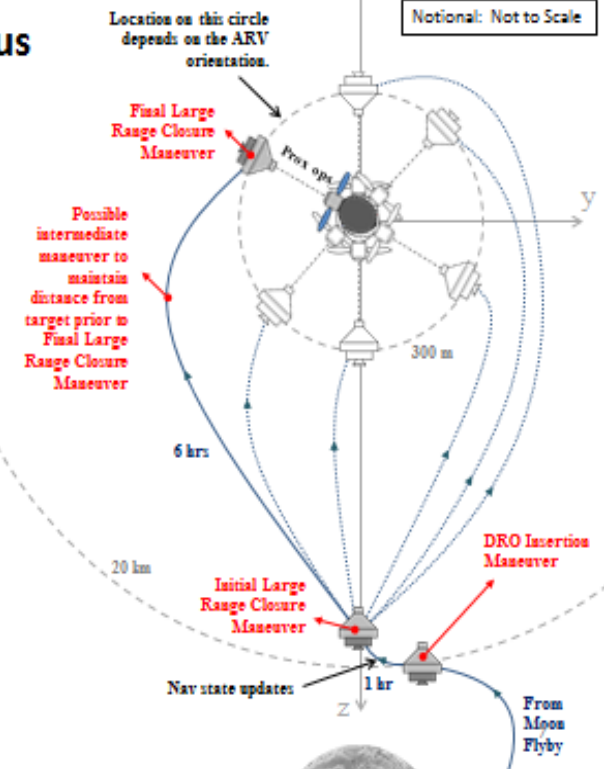 us
Notional: Not to Scale
Location on this circle
depends on the ARV
orientation.
Final Large
Range Closure
Maneuver
Prox ops
y
Possible
intermediate
maneuver to
maintain
distance from
target prior to
Final Large
Range Closure
Maneuver
300 m
6 hrs
20 km
DRO Insertion
Maneuver
Initial Large
Range Closure
Maneuver
Nav state updates
1 hr
z
From
Moon
Flyby